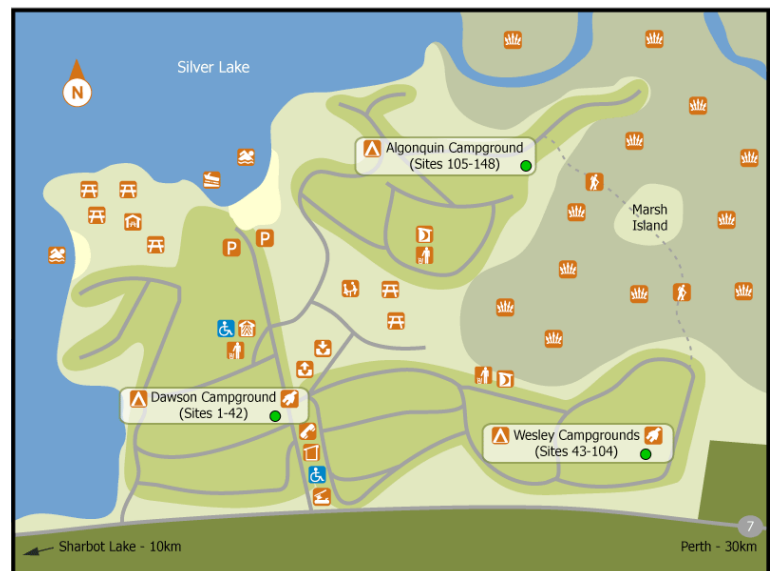 Silver Lake
N
Algonquin Campground
(Sites 105-148)
Marsh
Island
P
P
Dawson Campground
(Sites 1-42)
Wesley Campgrounds
(Sites 43-104)
7
Sharbot Lake - 10km
Perth - 30km